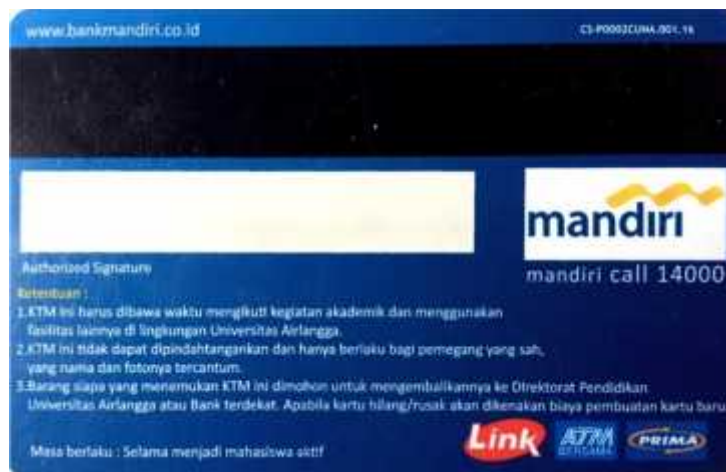 www.bankmandiri.co.id
CS-P0002CUNA.001.16
mandiri
Authorized Signature
mandiri call 14000
Ketentuan :
1.KTM ini harus dibawa waktu mengikuti kegiatan akademik dan menggunakan
fasilitas lainnya di lingkungan Universitas Airlangga.
2.KTM ini tidak dapat dipindahtangankan dan hanya berlaku bagi pemegang yang sah,
yang nama dan fotonya tercantum.
3.Barang siapa yang menemukan KTM ini dimohon untuk mengembalikannya ke Direktorat Pendidikan
Universitas Airlangga atau Bank terdekat. Apabila kartu hilang/rusak akan dikenakan biaya pembuatan kartu baru
Masa berlaku : Selama menjadi mahasiswa aktif
Link
ATM
BERSAMA
PRIMA